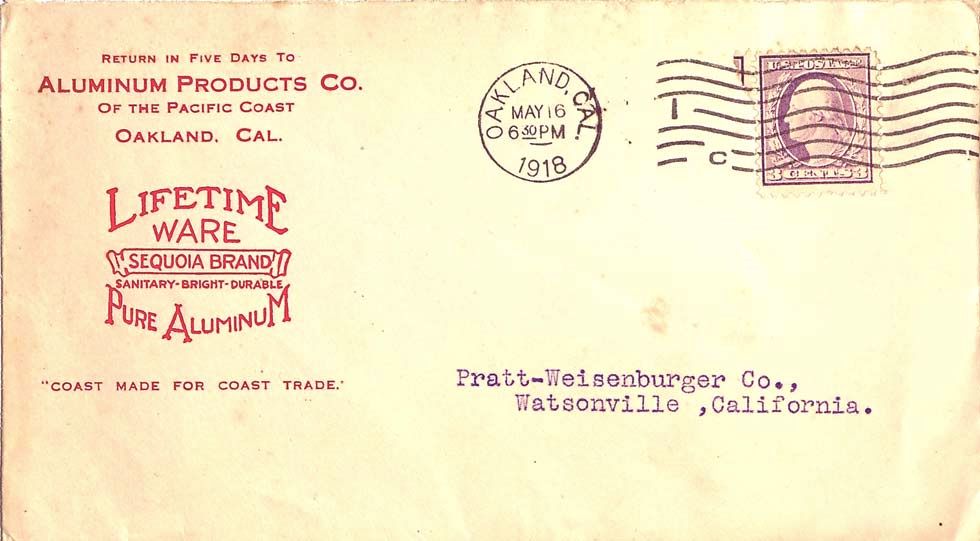 RETURN IN FIVE DAYS TO
ALUMINUM PRODUCTS CO.
OF THE PACIFIC COAST
OAKLAND, CAL.
LIFETIME
WARE
SEQUOIA BRAND
SANITARY-BRIGHT-DURABLE
PURE ALUMINUM
"COAST MADE FOR COAST TRADE."
OAKLAND, CAL.
MAY 16
6 30 PM
1918
1
1
C
3 CENTS 3
Pratt-Weisenburger Co.,
Watsonville ,California.